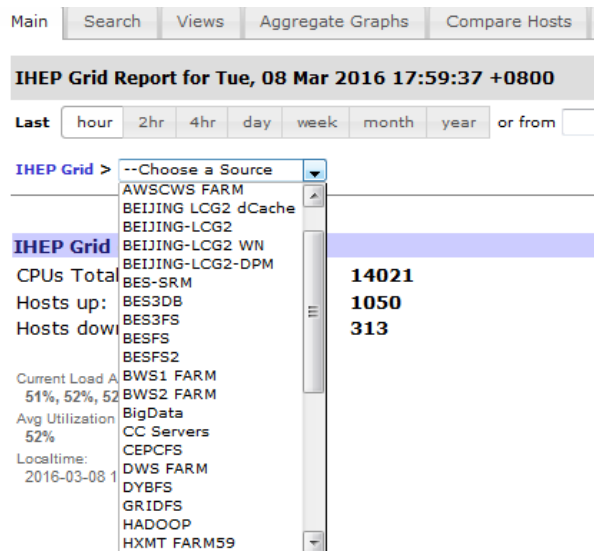 Main Search Views Aggregate Graphs Compare Hosts
IHEP Grid Report for Tue, 08 Mar 2016 17:59:37 +0800
Last hour 2hr 4hr day week month year or from
IHEP Grid > --Choose a Source
AWSCWS FARM
BEIJING LCG2 dCache
BEIJING-LCG2
BEIJING-LCG2 WN
BEIJING-LCG2-DPM
BES-SRM
BES3DB
BES3FS
BESFS
BESFS2
BWS1 FARM
BWS2 FARM
BigData
CC Servers
CEPCFS
DWS FARM
DYBFS
GRIDFS
HADOOP
HXMT FARM59
IHEP Grid
CPUs Total 14021
Hosts up: 1050
Hosts down 313
Current Load A
51%, 52%, 52
Avg Utilization
52%
Localtime:
2016-03-08 1